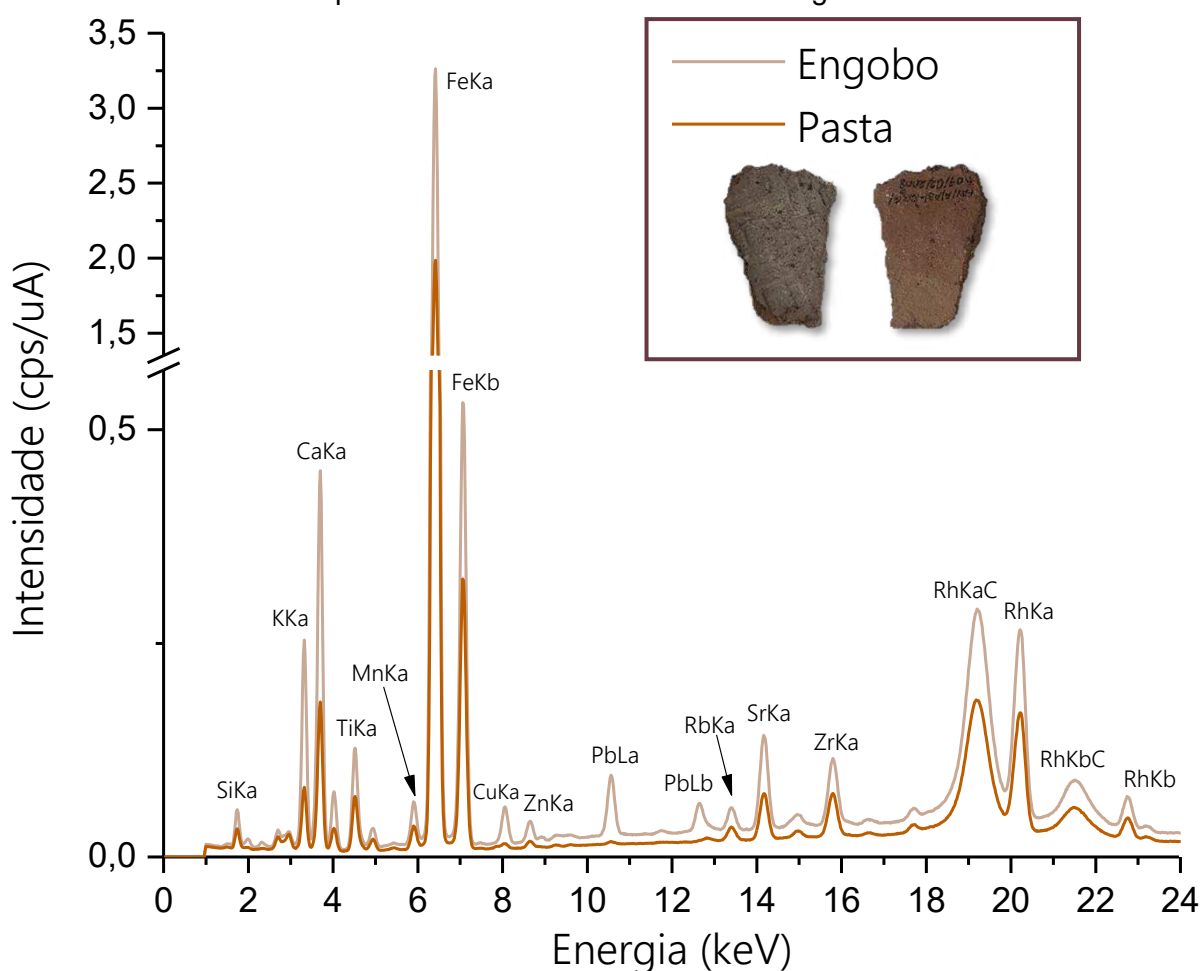 3,5
3,0
2,5
2,0
1,5
0,5
0,0
Intensidade (cps/uA)
Engobo
Pasta
FeKa
FeKb
CaKa
KKa
MnKa
TiKa
SiKa
CuKa
ZnKa
PbLa
PbLb
RbKa
SrKa
ZrKa
RhKaC
RhKa
RhKbC
RhKb
0 2 4 6 8 10 12 14 16 18 20 22 24
Energia (keV)